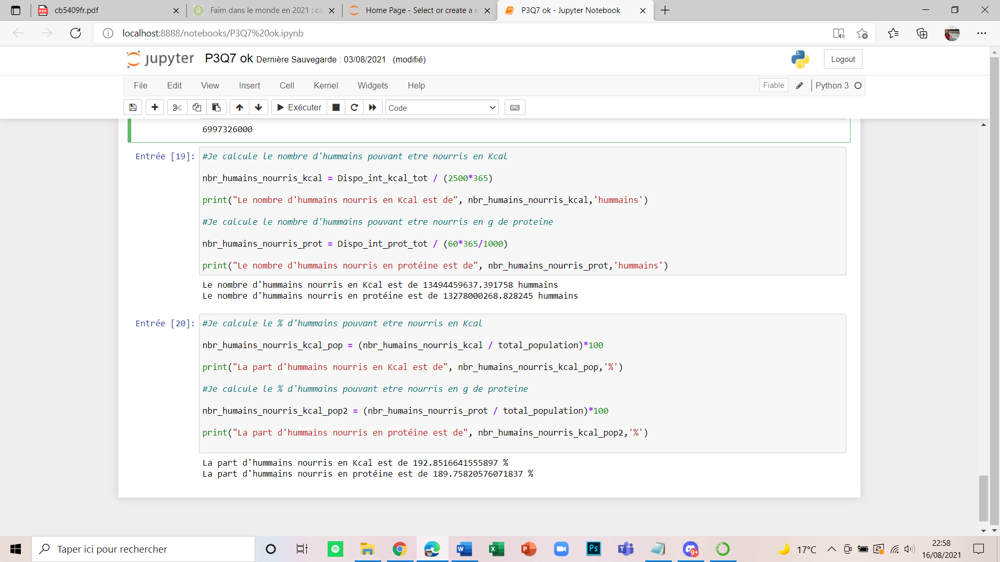 cb5409fr.pdf
Faim dans le monde en 2021 : ca
Home Page - Select or create a n
P3Q7 ok - Jupyter Notebook
localhost:8888/notebooks/P3Q7%20ok.ipynb
jupyter P3Q7 ok Dernière Sauvegarde : 03/08/2021 (modifié)
Logout
File Edit View Insert Cell Kernel Widgets Help
Fiable
Python 3
Exécuter
Code
6997326000
Entrée [19]:
#Je calcule le nombre d'hummains pouvant etre nourris en Kcal
nbr_humains_nourris_kcal = Dispo_int_kcal_tot / (2500*365)
print("Le nombre d'hummains nourris en Kcal est de", nbr_humains_nourris_kcal,'hummains')
#Je calcule le nombre d'hummains pouvant etre nourris en g de proteine
nbr_humains_nourris_prot = Dispo_int_prot_tot / (60*365/1000)
print("Le nombre d'hummains nourris en protéine est de", nbr_humains_nourris_prot,'hummains')
Le nombre d'hummains nourris en Kcal est de 13494459637.391758 hummains
Le nombre d'hummains nourris en protéine est de 13278000268.828245 hummains
Entrée [20]:
#Je calcule le % d'hummains pouvant etre nourris en Kcal
nbr_humains_nourris_kcal_pop = (nbr_humains_nourris_kcal / total_population)*100
print("La part d'hummains nourris en Kcal est de", nbr_humains_nourris_kcal_pop,'%')
#Je calcule le % d'hummains pouvant etre nourris en g de proteine
nbr_humains_nourris_kcal_pop2 = (nbr_humains_nourris_prot / total_population)*100
print("La part d'hummains nourris en protéine est de", nbr_humains_nourris_kcal_pop2,'%')
La part d'hummains nourris en Kcal est de 192.8516641555897 %
La part d'hummains nourris en protéine est de 189.75820576071837 %
Taper ici pour rechercher
9+
17°C
22:58
16/08/2021